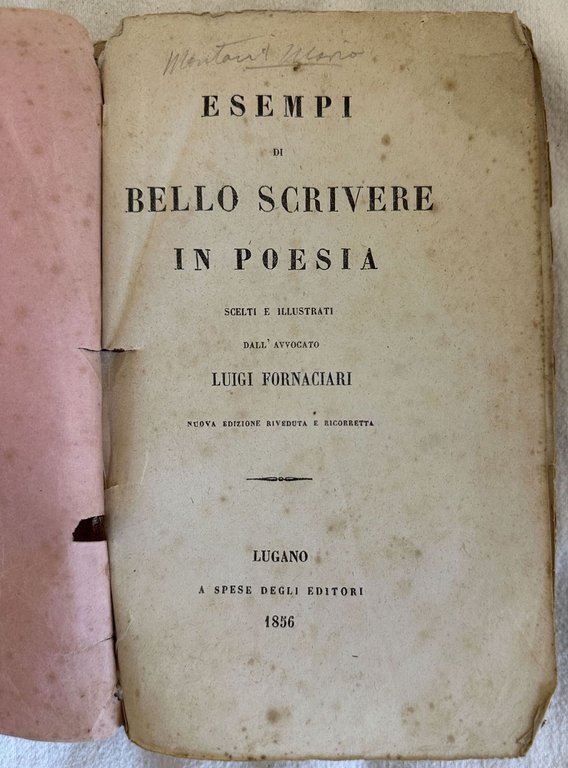 ESEMPI
DI
BELLO SCRIVERE
IN POESIA
SCELTI E ILLUSTRATI
DALL' AVVOCATO
LUIGI FORNACIARI
NUOVA EDIZIONE RIVEDUTA E RICORRETTA
LUGANO
A SPESE DEGLI EDITORI
1856